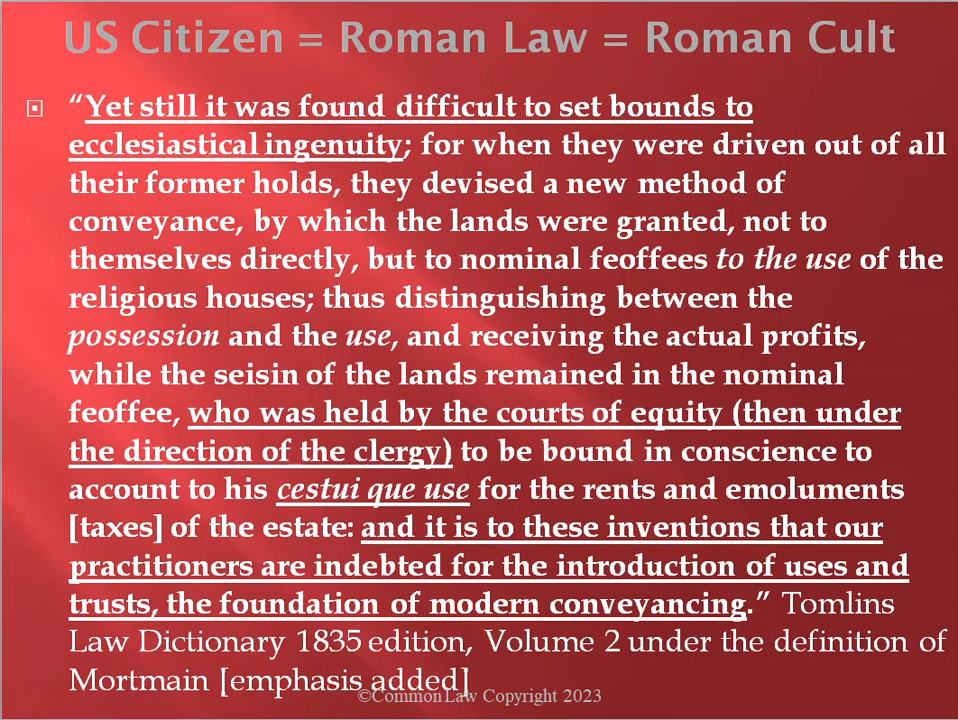 US Citizen = Roman Law = Roman Cult
“Yet still it was found difficult to set bounds to
ecclesiastical ingenuity; for when they were driven out of all
their former holds, they devised a new method of
conveyance, by which the lands were granted, not to
themselves directly, but to nominal feoffees to the use of the
religious houses; thus distinguishing between the
possession and the use, and receiving the actual profits,
while the seisin of the lands remained in the nominal
feoffee, who was held by the courts of equity (then under
the direction of the clergy) to be bound in conscience to
account to his cestui que use for the rents and emoluments
[taxes] of the estate: and it is to these inventions that our
practitioners are indebted for the introduction of uses and
trusts, the foundation of modern conveyancing.” Tomlins
Law Dictionary 1835 edition, Volume 2 under the definition of
Mortmain [emphasis added]
©Common Law Copyright 2023